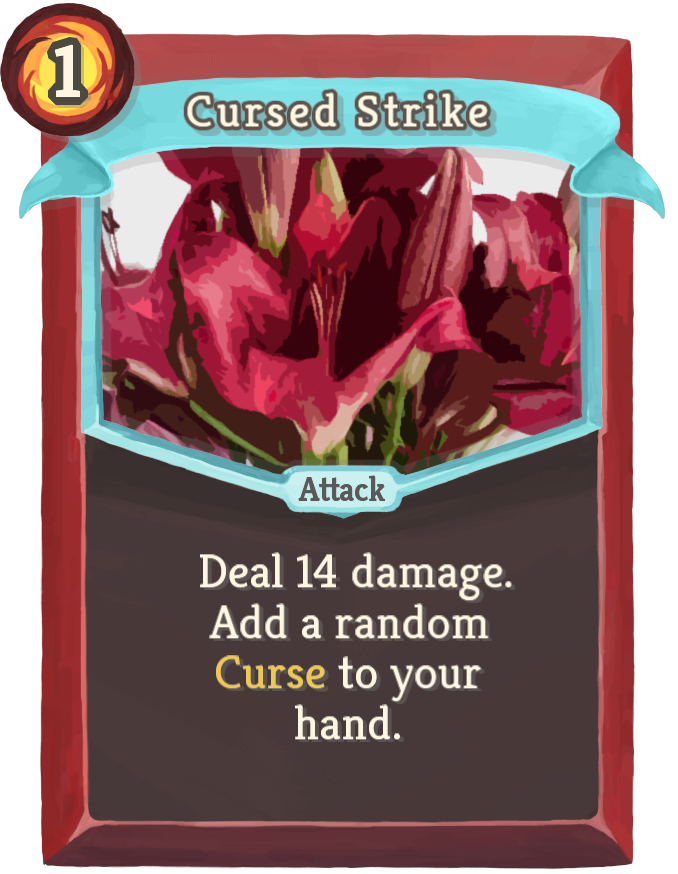 1
Cursed Strike
Attack
Deal 14 damage.
Add a random
Curse to your
hand.